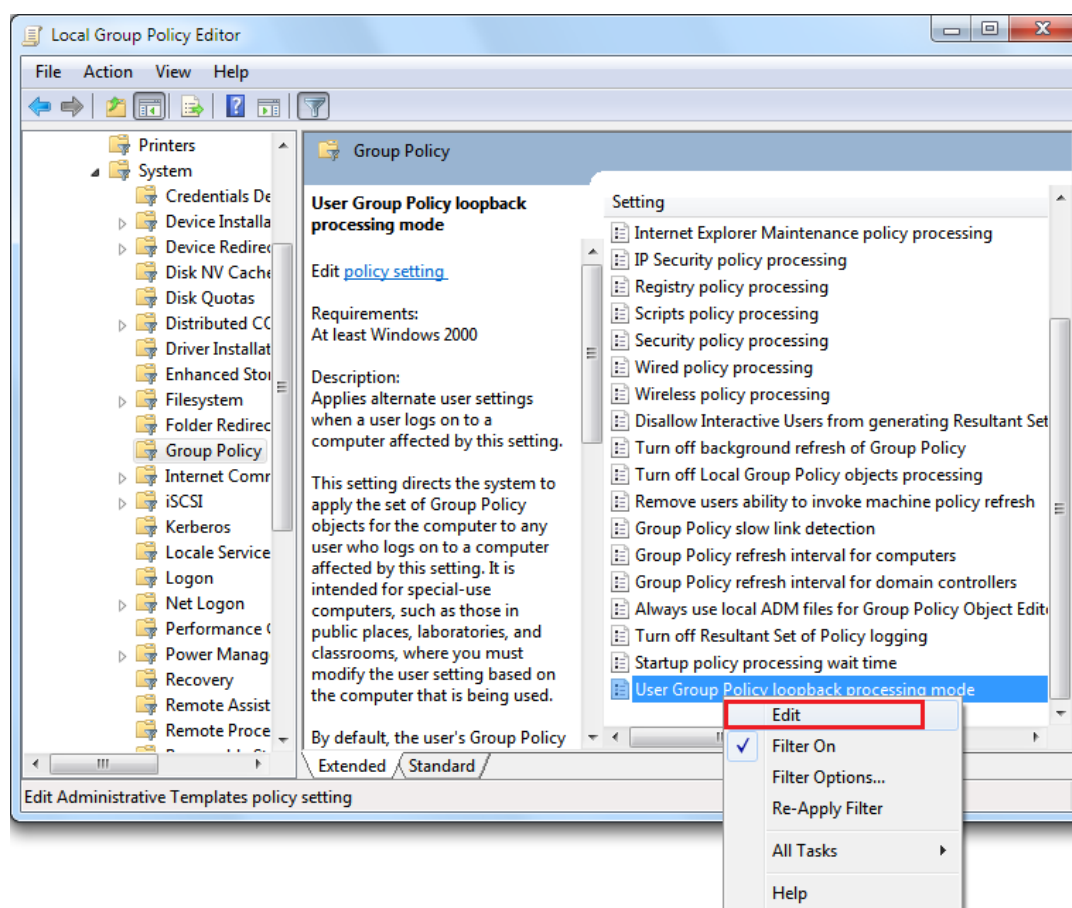 Local Group Policy Editor
File Action View Help
Printers
System
Credentials De
Device Installa
Device Redirec
Disk NV Cache
Disk Quotas
Distributed CO
Driver Installat
Enhanced Stor
Filesystem
Folder Redirec
Group Policy
Internet Comm
iSCSI
Kerberos
Locale Service
Logon
Net Logon
Performance
Power Manag
Recovery
Remote Assist
Remote Proce
Group Policy
User Group Policy loopback
processing mode
Edit policy setting
Requirements:
At least Windows 2000
Description:
Applies alternate user settings
when a user logs on to a
computer affected by this setting.
This setting directs the system to
apply the set of Group Policy
objects for the computer to any
user who logs on to a computer
affected by this setting. It is
intended for special-use
computers, such as those in
public places, laboratories, and
classrooms, where you must
modify the user setting based on
the computer that is being used.
By default, the user's Group Policy
Setting
Internet Explorer Maintenance policy processing
IP Security policy processing
Registry policy processing
Scripts policy processing
Security policy processing
Wired policy processing
Wireless policy processing
Disallow Interactive Users from generating Resultant Set
Turn off background refresh of Group Policy
Turn off Local Group Policy objects processing
Remove users ability to invoke machine policy refresh
Group Policy slow link detection
Group Policy refresh interval for computers
Group Policy refresh interval for domain controllers
Always use local ADM files for Group Policy Object Edit
Turn off Resultant Set of Policy logging
Startup policy processing wait time
User Group Policy loopback processing mode
Extended Standard
Edit Administrative Templates policy setting
Edit
Filter On
Filter Options...
Re-Apply Filter
All Tasks
Help